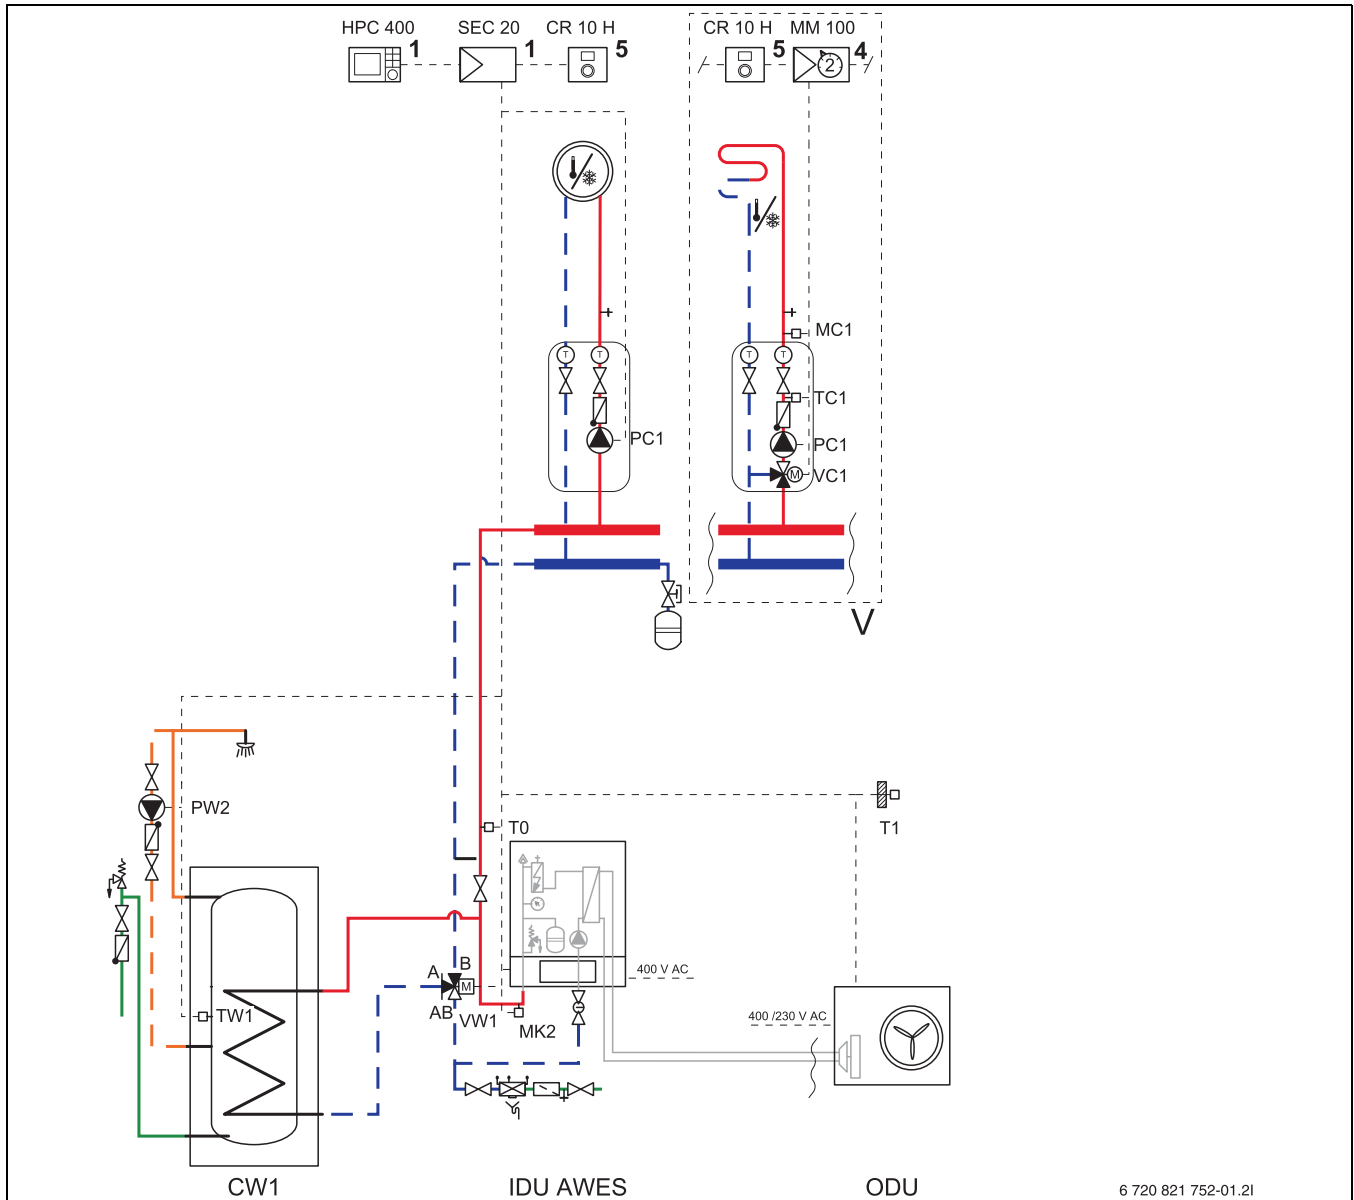 HPC 400
1
SEC 20
1
CR 10 H
5
CR 10 H
5
MM 100
2
4
MC1
T
T
T
T
TC1
PC1
PC1
M
VC1
V
PW2
T0
T1
A
B
M
AB
VW1
MK2
400 V AC
400 /230 V AC
TW1
CW1
IDU AWES
ODU
6 720 821 752-01.2I